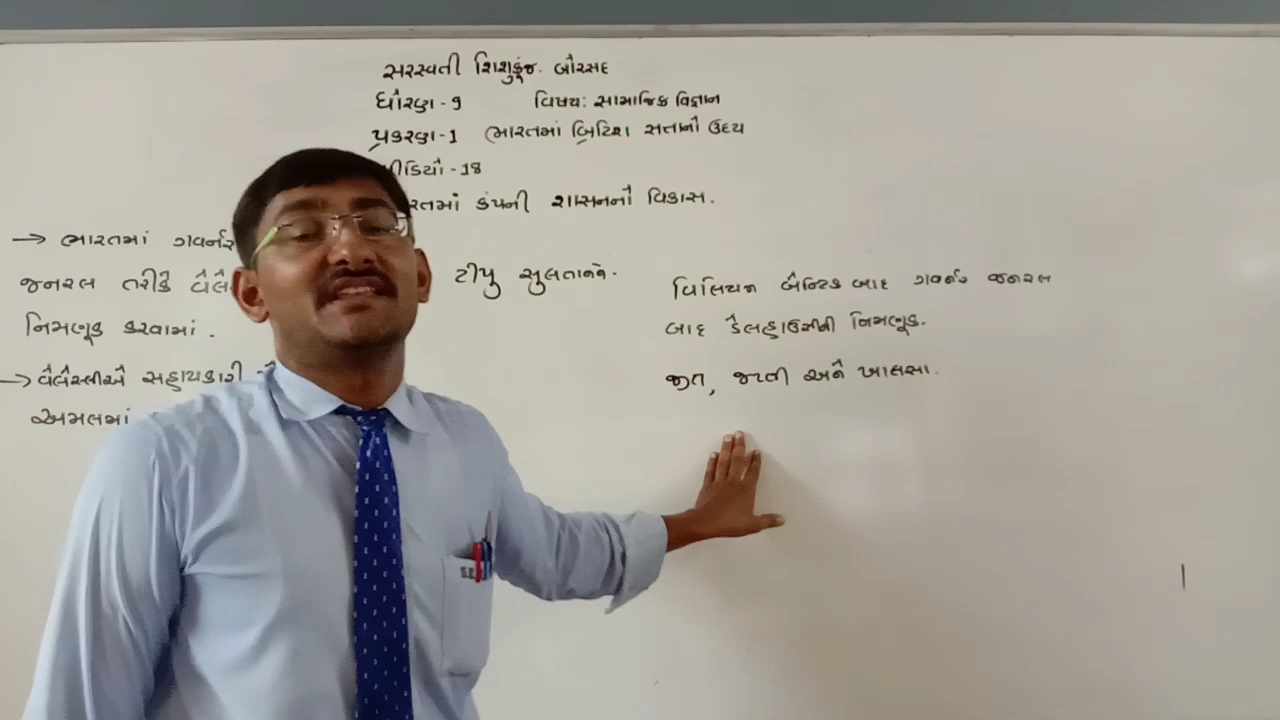 સરસ્વતી શિશુકુંજ. બોરસદ
ધોરણ - 9 વિષય: સામાજિક વિજ્ઞાન
પ્રકરણ -1 ભારતમાં બ્રિટિશ સતાનો ઉદય
ડિયો - 18
રતમાં કંપની શાસનનો વિકાસ.
→ ભારતમાં ગવર્નર
જનરલ તરીકે
ટીપુ સુલતાનને.
નિમણૂક કરવામાં .
→ વૅલેસ્લીએ સહાયકારી
અમલમાં
વિલિયમ બેન્ટિક બાદ ગવર્નર જનરલ
બાદ ડેલહાઉસીની નિમણૂક.
જીત, જપ્તી અને ખાલસા.